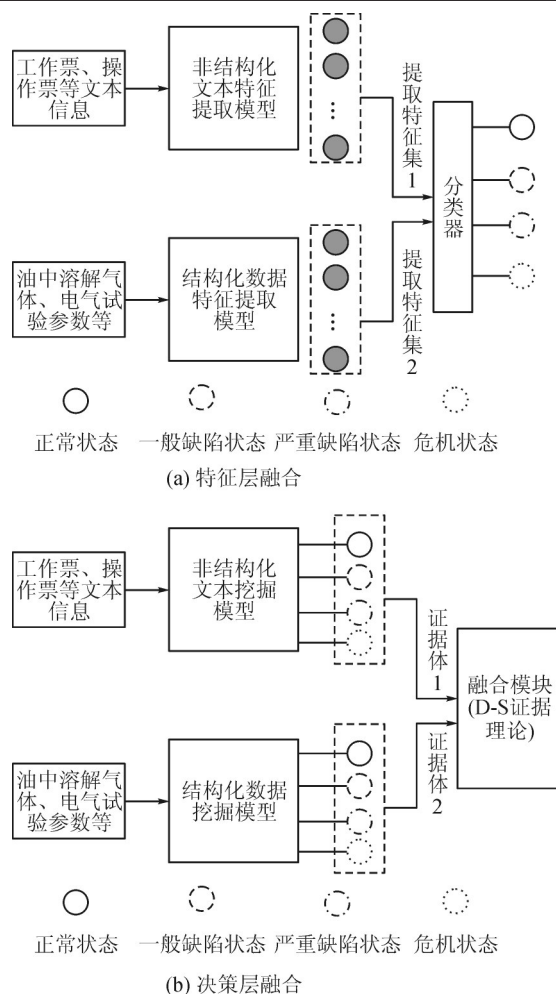 工作票、操
作票等文本
信息
非结构化
文本特征
提取模型
提取特征集1
分类器
油中溶解气
体、电气试
验参数等
结构化数据
特征提取
模型
提取特征集2
正常状态
一般缺陷状态
严重缺陷状态
危机状态
(a) 特征层融合
工作票、操
作票等文本
信息
非结构化
文本挖掘
模型
证据体1
融合模块
(D-S证据
理论)
油中溶解气
体、电气试
验参数等
结构化数据
挖掘模型
证据体2
正常状态
一般缺陷状态
严重缺陷状态
危机状态
(b) 决策层融合